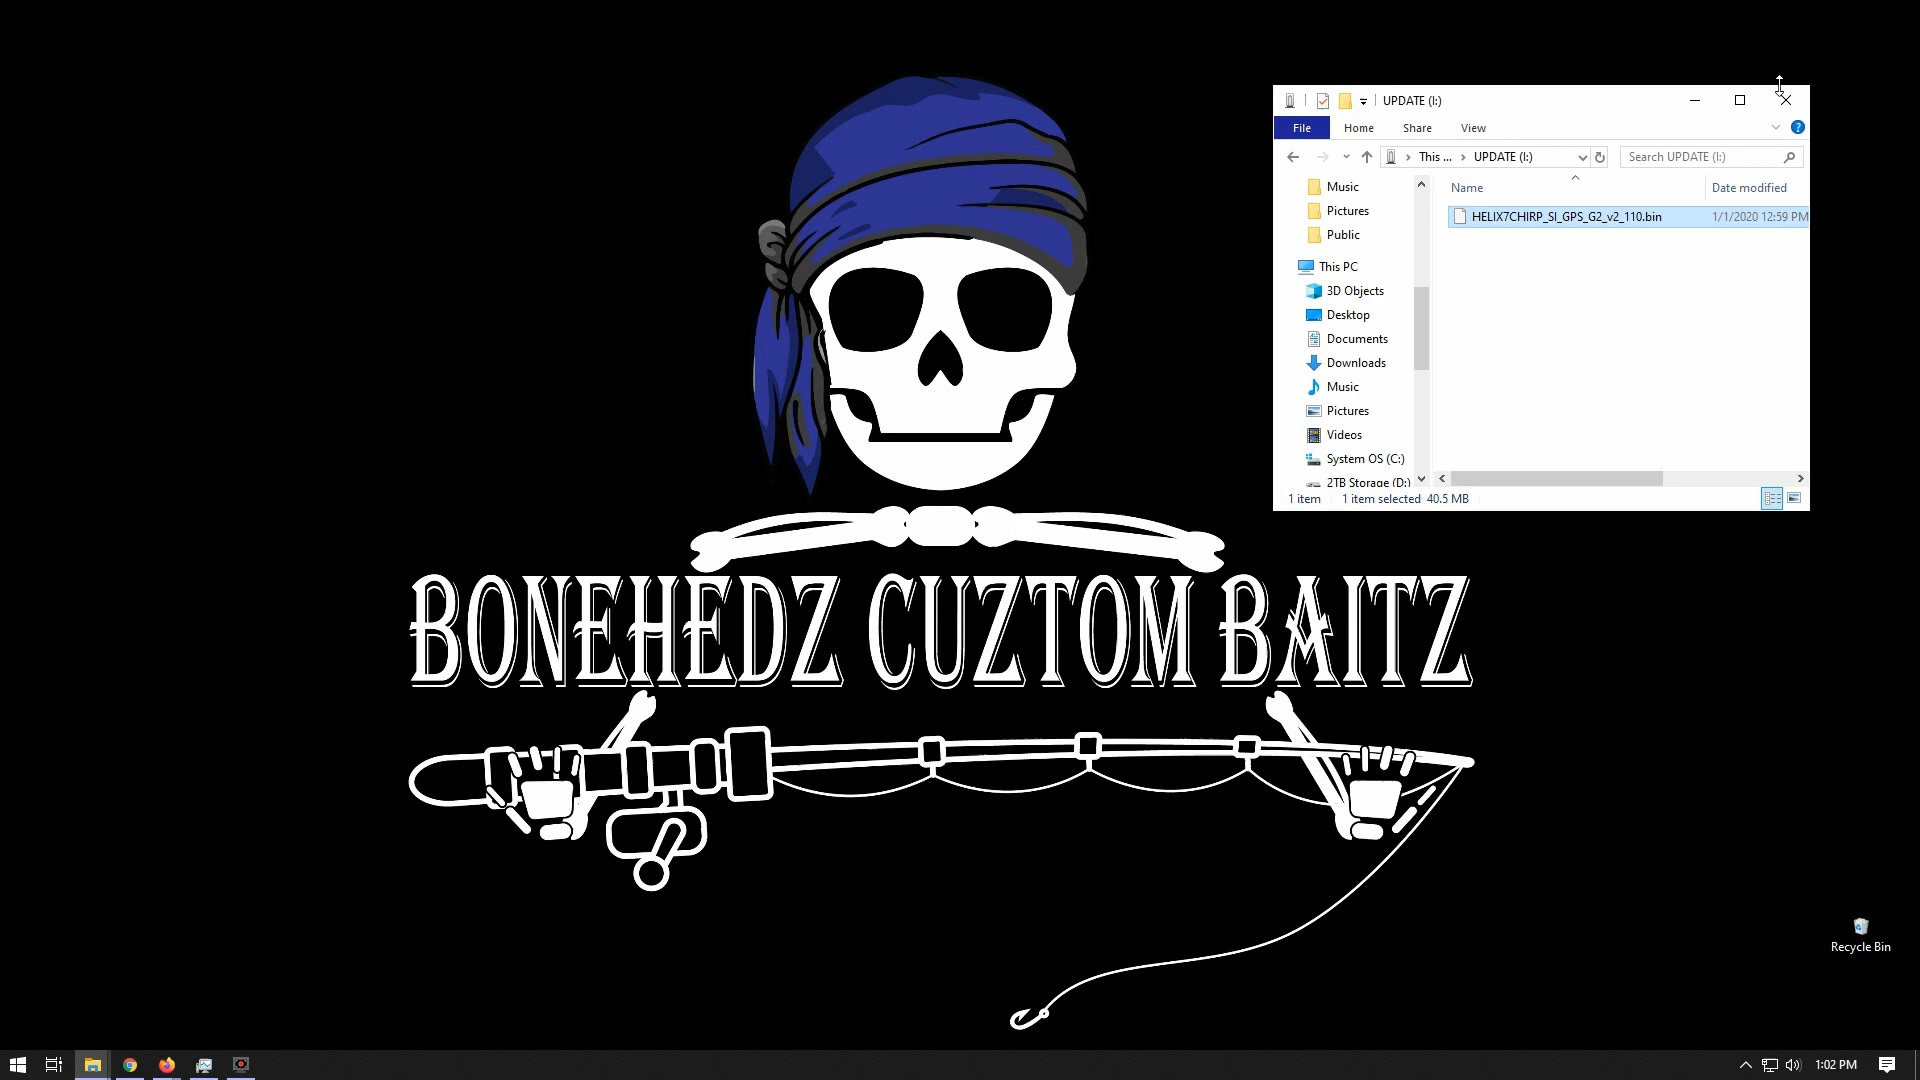 UPDATE (I:)
File Home Share View
This ... UPDATE (I:) Search UPDATE (I:)
Name Date modified
HELIX7CHIRP_SI_GPS_G2_v2_110.bin 1/1/2020 12:59 PM
Music
Pictures
Public
This PC
3D Objects
Desktop
Documents
Downloads
Music
Pictures
Videos
System OS (C:)
2TB Storage (D:)
1 item 1 item selected 40.5 MB
BONEHEDZ CUZTOM BAITZ
Recycle Bin
1:02 PM